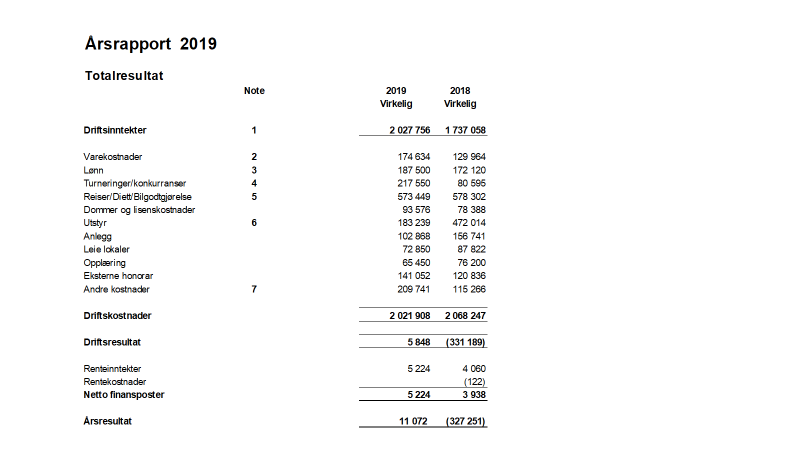 Årsrapport 2019
Totalresultat
Note 2019 2018
Virkelig Virkelig
Driftsinntekter 1 2 027 756 1 737 058
Varekostnader 2 174 634 129 964
Lønn 3 187 500 172 120
Turneringer/konkurranser 4 217 550 80 595
Reiser/Diett/Bilgodtgjørelse 5 573 449 578 302
Dommer og lisenskostnader 93 576 78 388
Utstyr 6 183 239 472 014
Anlegg 102 868 156 741
Leie lokaler 72 850 87 822
Opplæring 65 450 76 200
Eksterne honorar 141 052 120 836
Andre kostnader 7 209 741 115 266
Driftskostnader 2 021 908 2 068 247
Driftsresultat 5 848 (331 189)
Renteinntekter 5 224 4 060
Rentekostnader (122)
Netto finansposter 5 224 3 938
Årsresultat 11 072 (327 251)